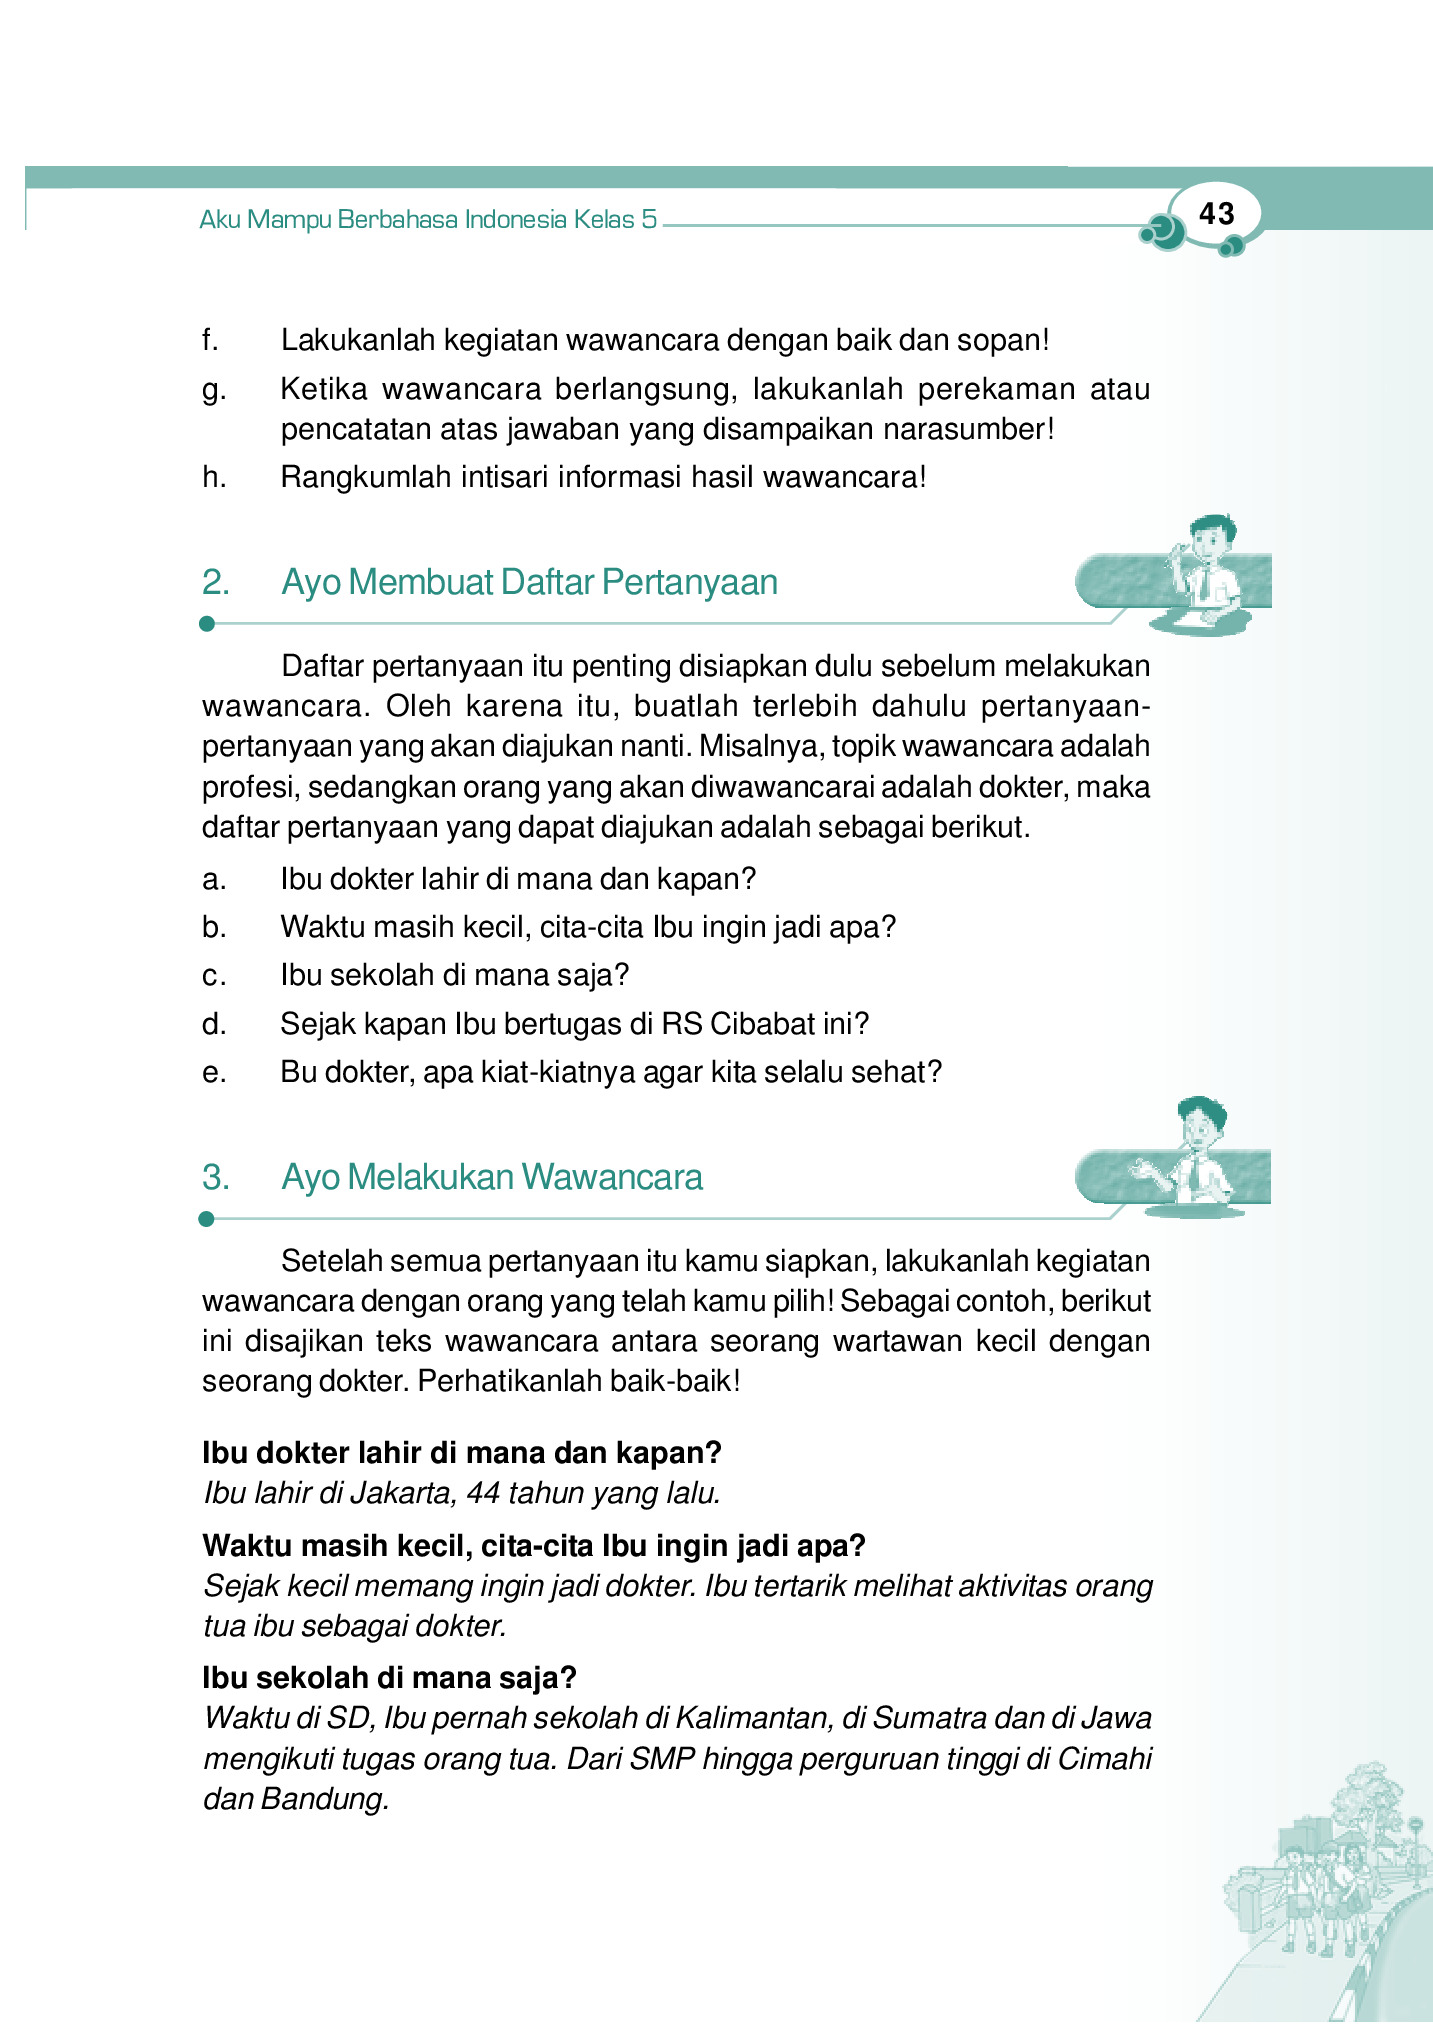 Aku Mampu Berbahasa Indonesia Kelas 5
43
f. Lakukanlah kegiatan wawancara dengan baik dan sopan!
g. Ketika wawancara berlangsung, lakukanlah perekaman atau
pencatatan atas jawaban yang disampaikan narasumber!
h. Rangkumlah intisari informasi hasil wawancara!
2. Ayo Membuat Daftar Pertanyaan
Daftar pertanyaan itu penting disiapkan dulu sebelum melakukan
wawancara. Oleh karena itu, buatlah terlebih dahulu pertanyaan-
pertanyaan yang akan diajukan nanti. Misalnya, topik wawancara adalah
profesi, sedangkan orang yang akan diwawancarai adalah dokter, maka
daftar pertanyaan yang dapat diajukan adalah sebagai berikut.
a. Ibu dokter lahir di mana dan kapan?
b. Waktu masih kecil, cita-cita Ibu ingin jadi apa?
c. Ibu sekolah di mana saja?
d. Sejak kapan Ibu bertugas di RS Cibabat ini?
e. Bu dokter, apa kiat-kiatnya agar kita selalu sehat?
3. Ayo Melakukan Wawancara
Setelah semua pertanyaan itu kamu siapkan, lakukanlah kegiatan
wawancara dengan orang yang telah kamu pilih! Sebagai contoh, berikut
ini disajikan teks wawancara antara seorang wartawan kecil dengan
seorang dokter. Perhatikanlah baik-baik!
Ibu dokter lahir di mana dan kapan?
Ibu lahir di Jakarta, 44 tahun yang lalu.
Waktu masih kecil, cita-cita Ibu ingin jadi apa?
Sejak kecil memang ingin jadi dokter. Ibu tertarik melihat aktivitas orang
tua ibu sebagai dokter.
Ibu sekolah di mana saja?
Waktu di SD, Ibu pernah sekolah di Kalimantan, di Sumatra dan di Jawa
mengikuti tugas orang tua. Dari SMP hingga perguruan tinggi di Cimahi
dan Bandung.